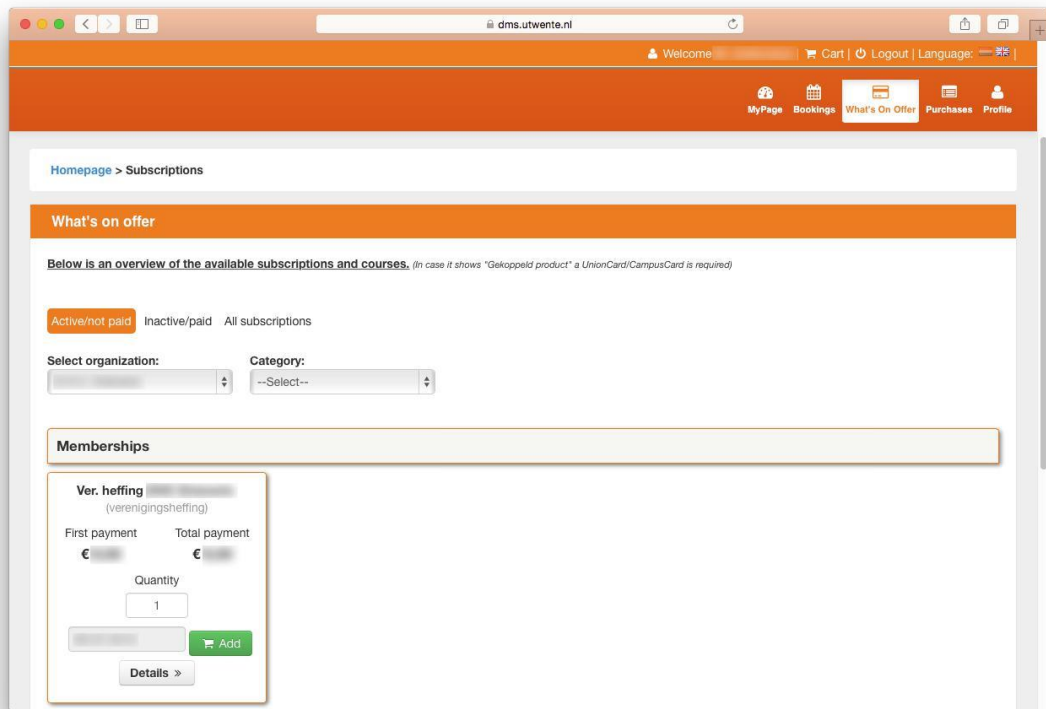 dms.utwente.nl
Welcome | Cart | Logout | Language: |
MyPage Bookings What's On Offer Purchases Profile
Homepage > Subscriptions
What's on offer
Below is an overview of the available subscriptions and courses. (In case it shows "Gekoppeld product" a UnionCard/CampusCard is required)
Active/not paid Inactive/paid All subscriptions
Select organization: Category:
--Select--
Memberships
Ver. heffing
(verenigingsheffing)
First payment Total payment
€ €
Quantity
1
Add
Details »